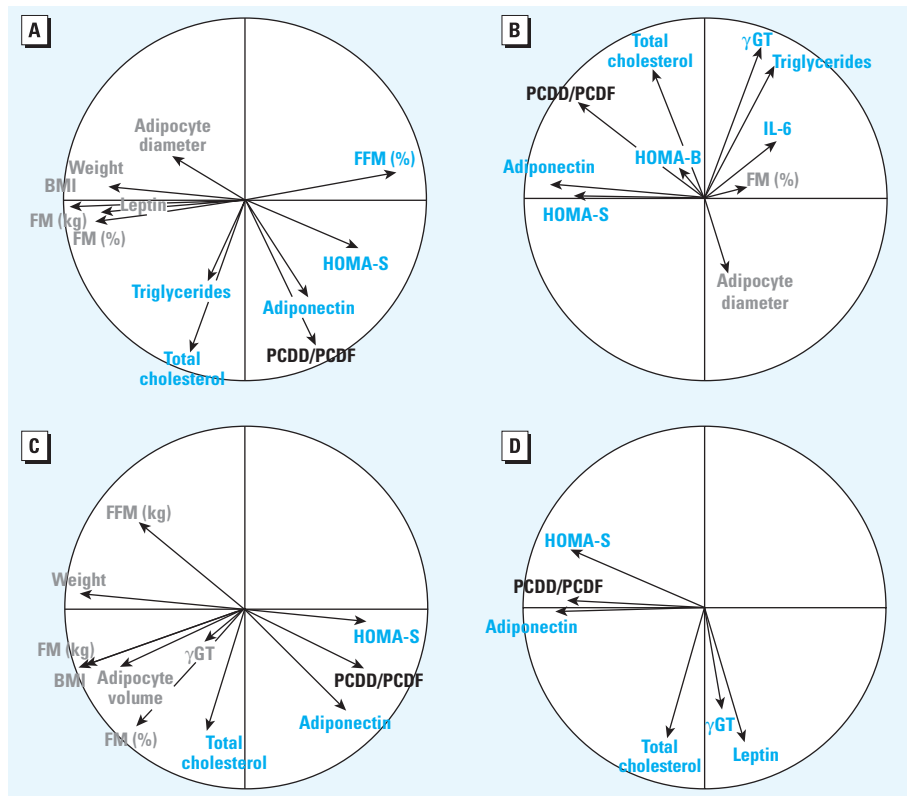 A
Adipocyte
diameter
Weight
BMI
FFM (%)
Leptin
FM (kg)
FM (%)
HOMA-S
Triglycerides
Adiponectin
PCDD/PCDF
Total
cholesterol
B
γGT
Total
cholesterol
Triglycerides
PCDD/PCDF
IL-6
HOMA-B
Adiponectin
FM (%)
HOMA-S
Adipocyte
diameter
C
FFM (kg)
Weight
HOMA-S
FM (kg)
γGT
BMI
Adipocyte
volume
PCDD/PCDF
Adiponectin
FM (%)
Total
cholesterol
D
HOMA-S
PCDD/PCDF
Adiponectin
γGT
Total
cholesterol
Leptin